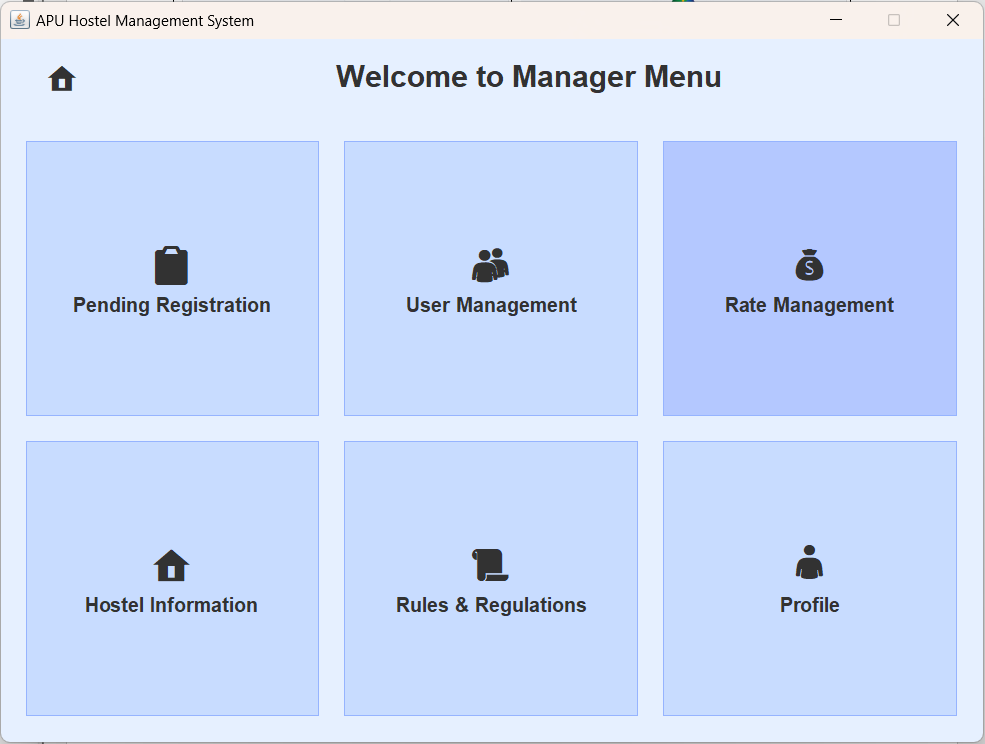 APU Hostel Management System
Welcome to Manager Menu
Pending Registration
User Management
S
Rate Management
Hostel Information
Rules & Regulations
Profile